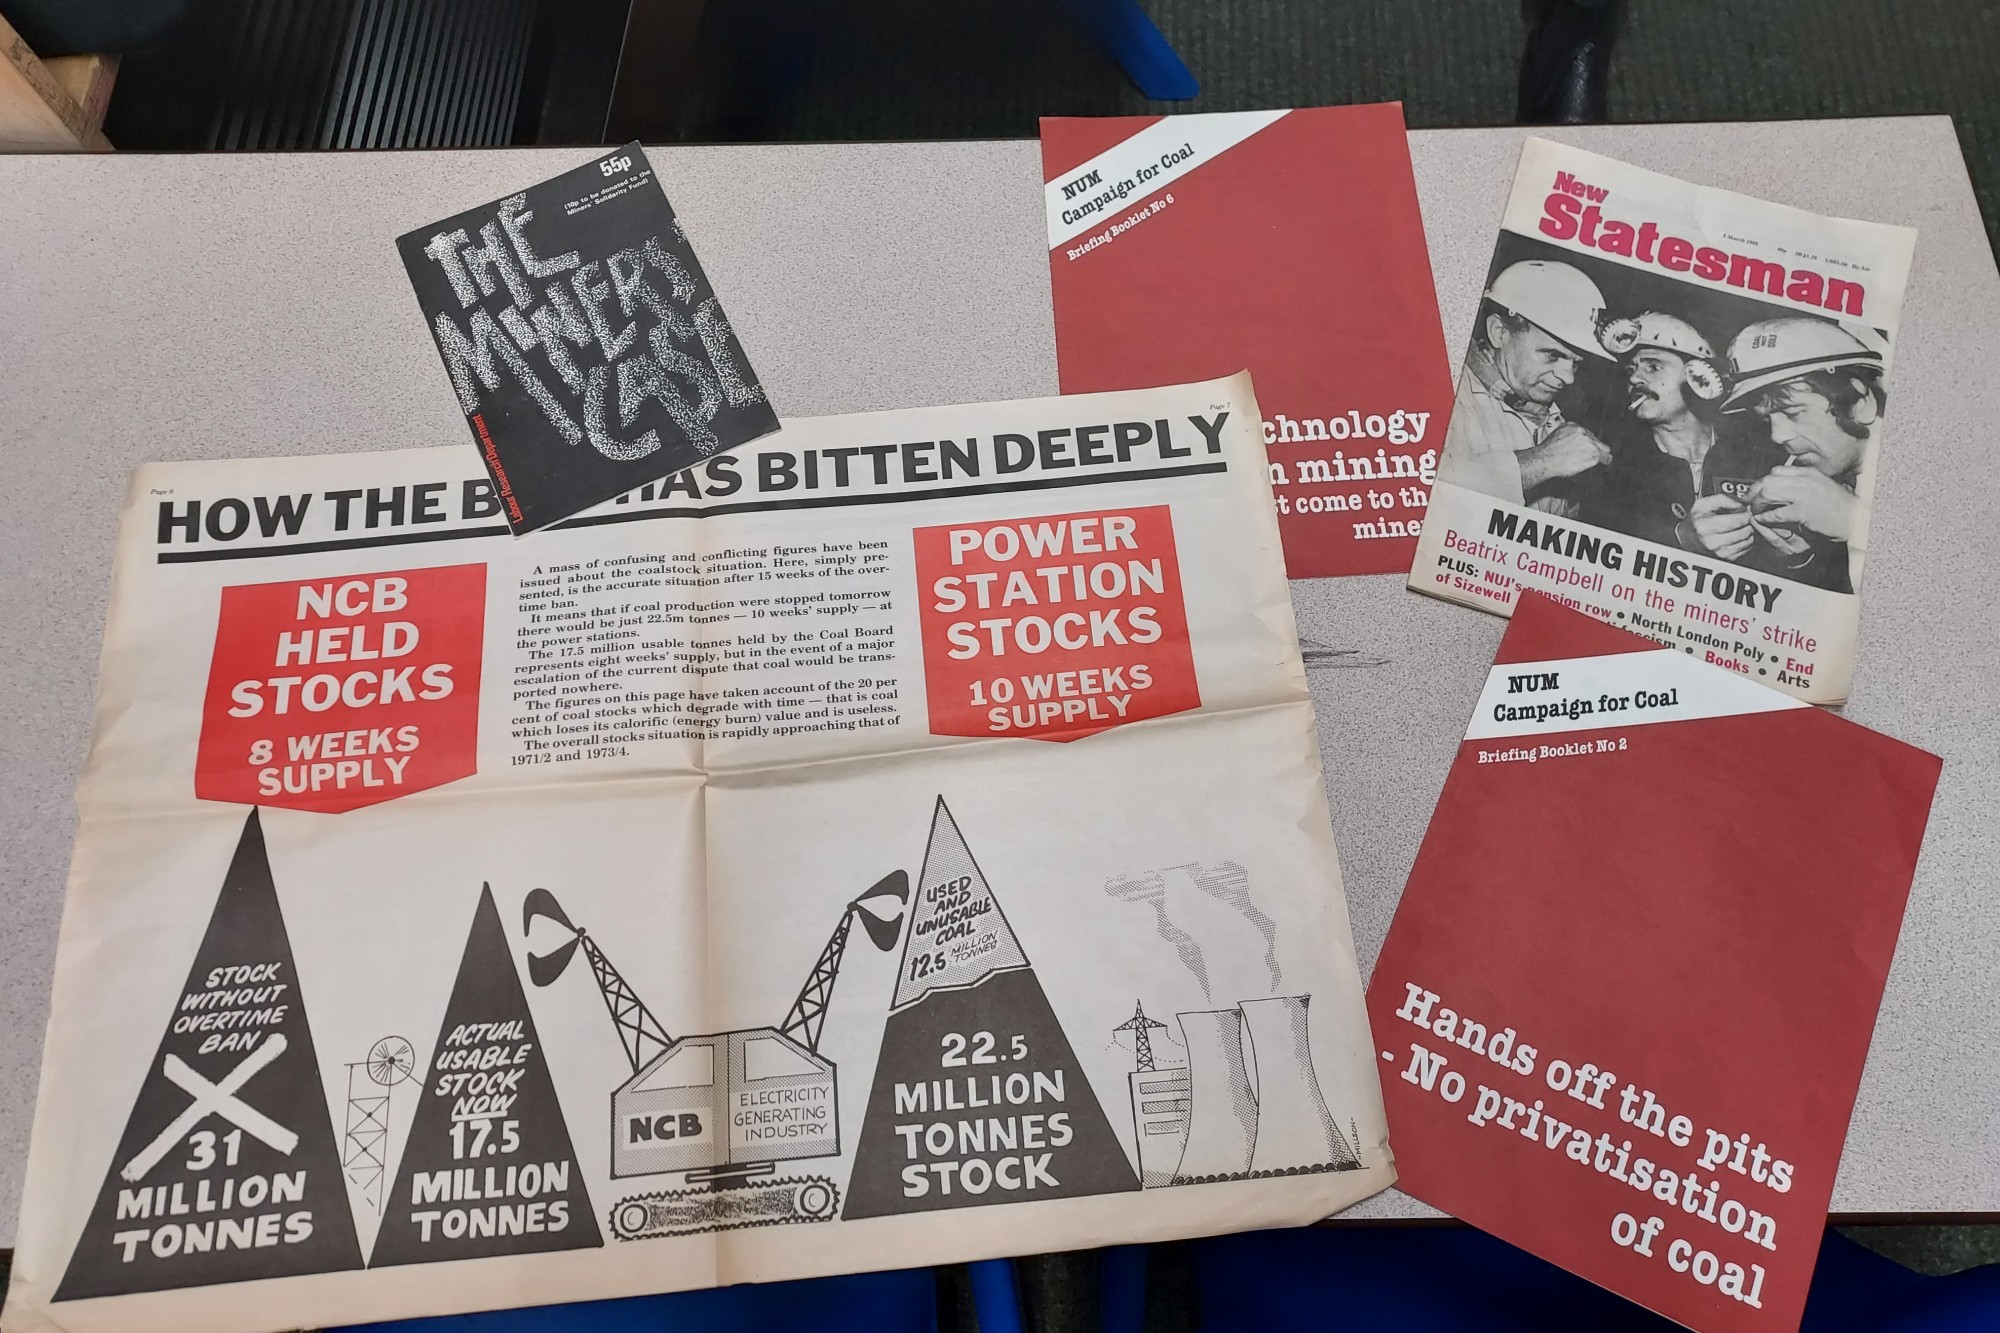 55p
(10p to be donated to the
Miners' Solidarity Fund)
THE
MINERS'
CASE
Labour Research Department
NUM
Campaign for Coal
Briefing Booklet No 6
chnology
n mining
t come to th
mine
New
Statesman
COAL
NOT
DOLE
MAKING HISTORY
Beatrix Campbell on the miners' strike
PLUS: NUJ's pension row • North London Poly • End
of Sizewell
fascism • Books • Arts
Page 6
Page 7
HOW THE B HAS BITTEN DEEPLY
NCB
HELD
STOCKS
8 WEEKS
SUPPLY
A mass of confusing and conflicting figures have been
issued about the coalstock situation. Here, simply pre-
sented, is the accurate situation after 15 weeks of the over-
time ban.
It means that if coal production were stopped tomorrow
there would be just 22.5m tonnes — 10 weeks' supply — at
the power stations.
The 17.5 million usable tonnes held by the Coal Board
represents eight weeks' supply, but in the event of a major
escalation of the current dispute that coal would be trans-
ported nowhere.
The figures on this page have taken account of the 20 per
cent of coal stocks which degrade with time — that is coal
which loses its calorific (energy burn) value and is useless.
The overall stocks situation is rapidly approaching that of
1971/2 and 1973/4.
POWER
STATION
STOCKS
10 WEEKS
SUPPLY
STOCK
WITHOUT
OVERTIME
BAN
31
MILLION
TONNES
ACTUAL
USABLE
STOCK
NOW
17.5
MILLION
TONNES
NCB
ELECTRICITY
GENERATING
INDUSTRY
USED
AND
UNUSABLE
COAL
12.5 MILLION
TONNES
22.5
MILLION
TONNES
STOCK
-MILLSON-
NUM
Campaign for Coal
Briefing Booklet No 2
Hands off the pits
- No privatisation
of coal